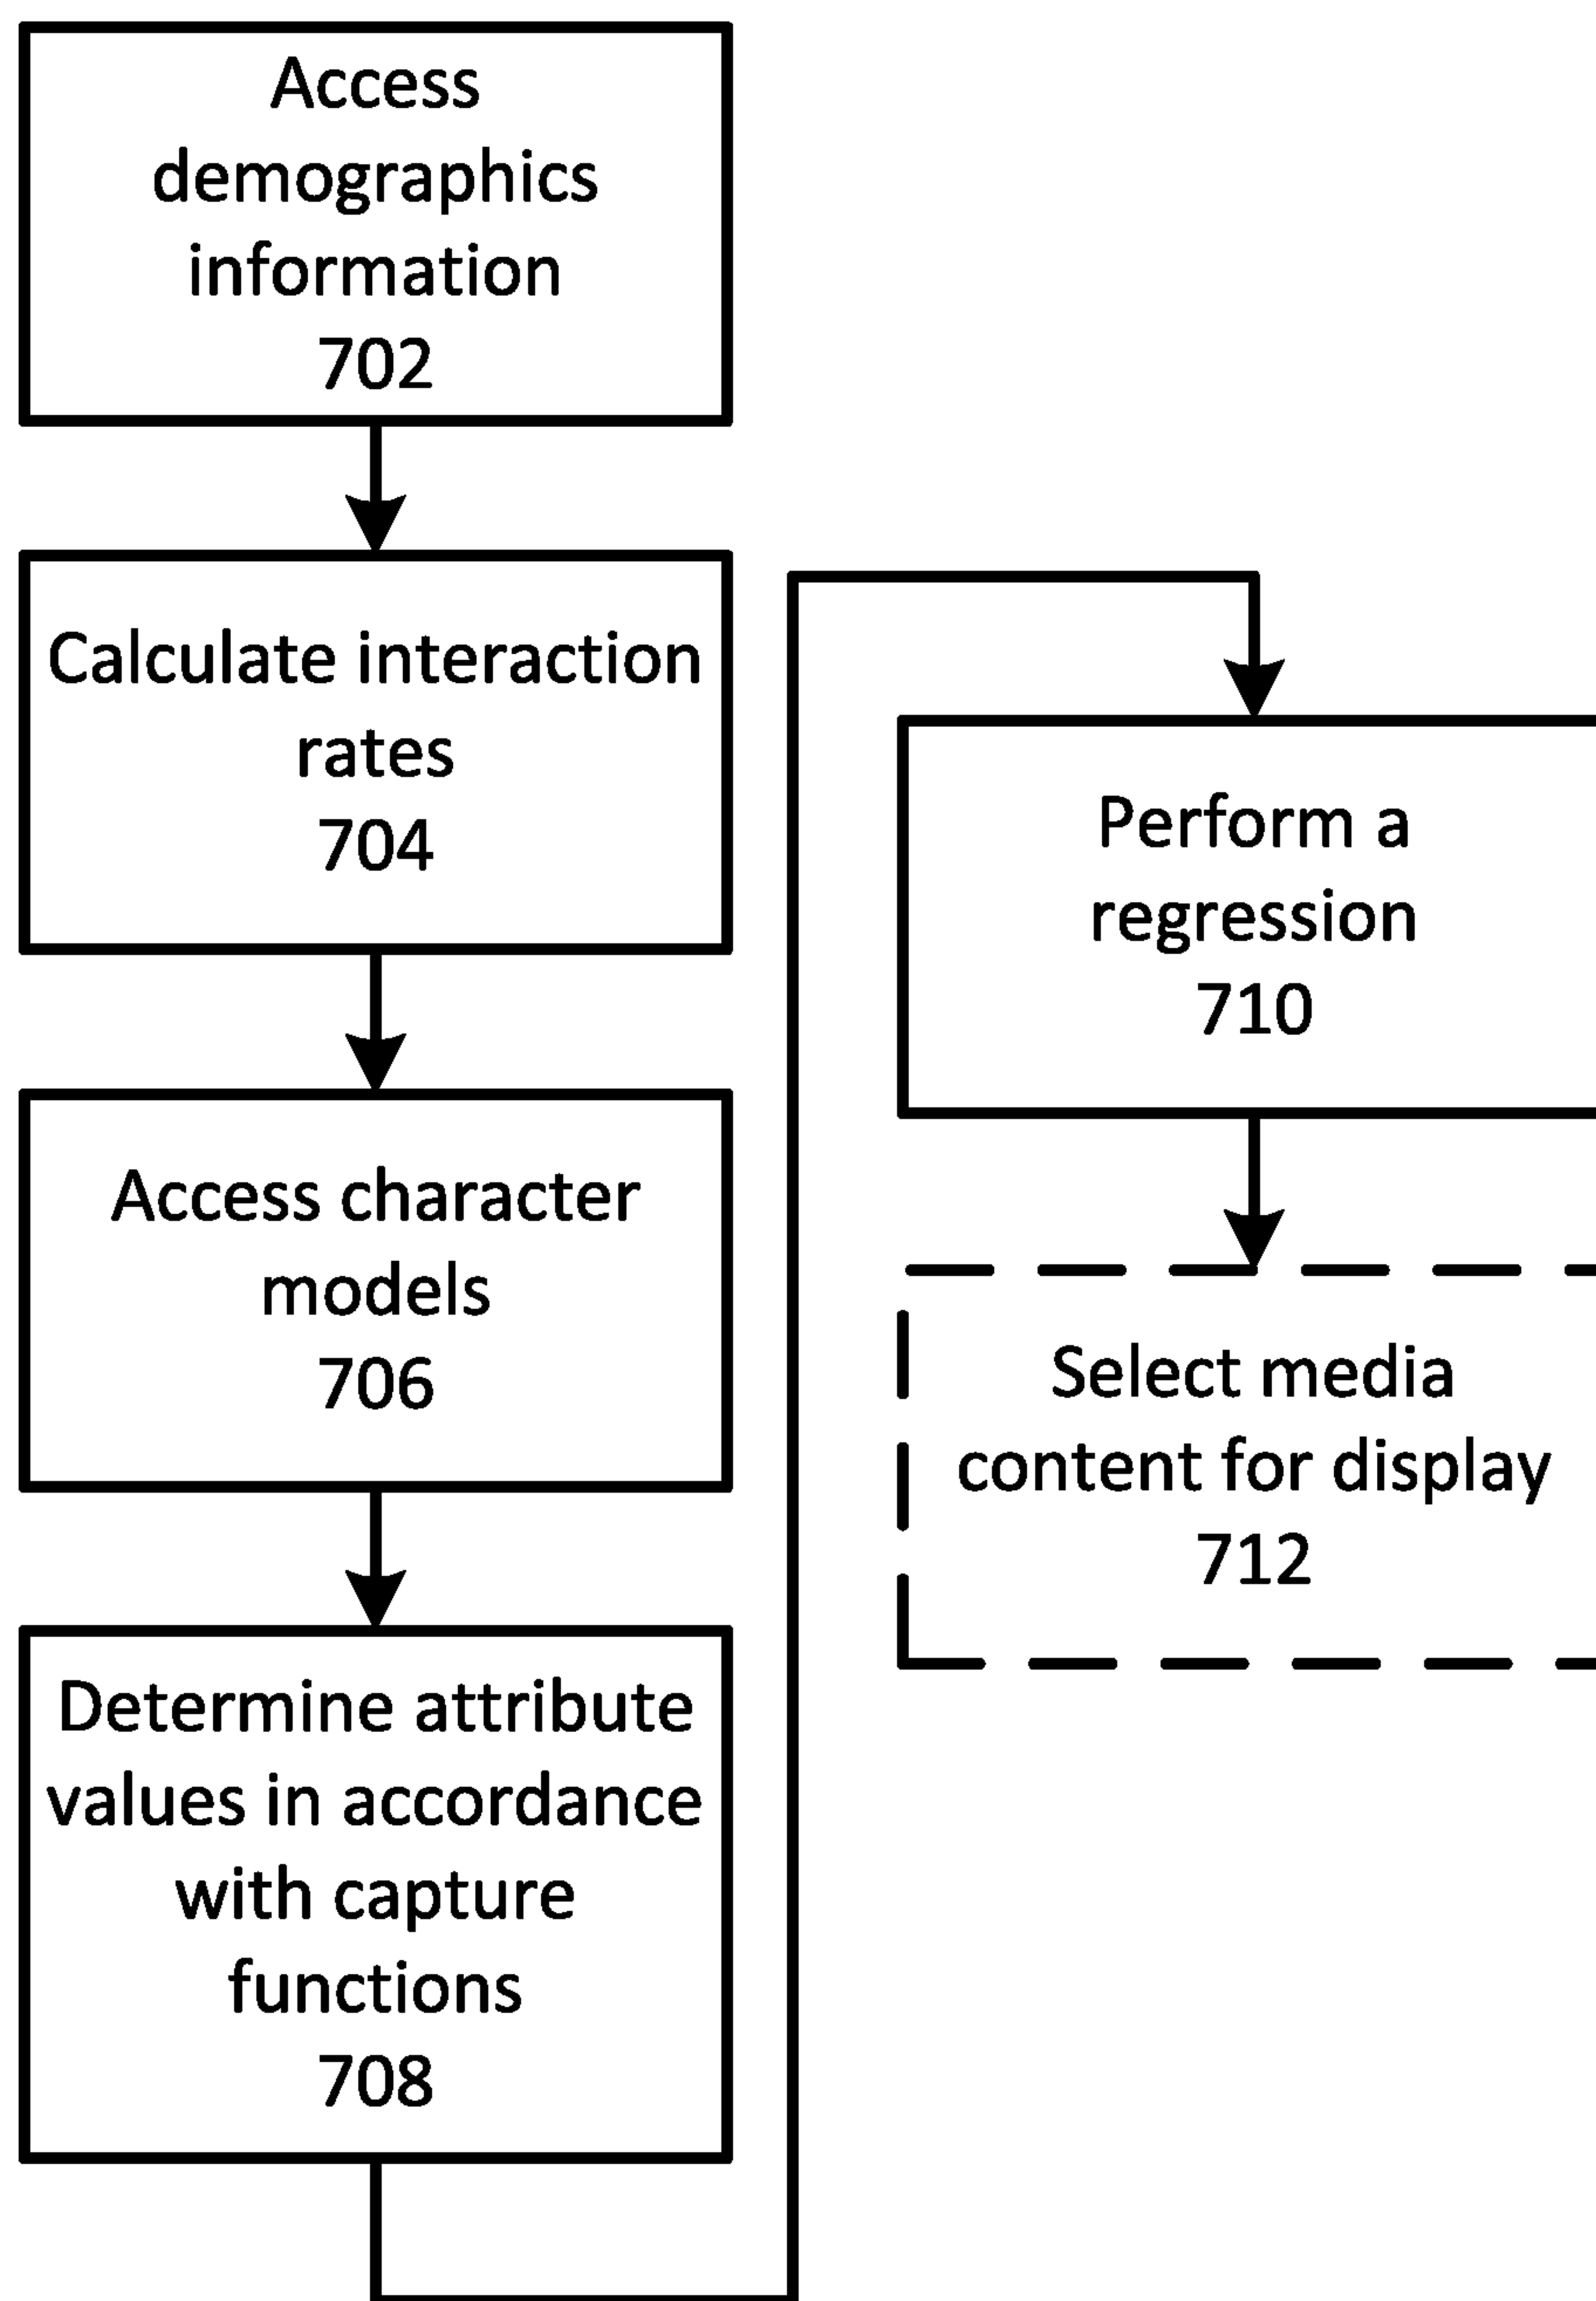 Access
demographics
information
702
Calculate interaction
rates
704
Access character
models
706
Determine attribute
values in accordance
with capture
functions
708
Perform a
regression
710
Select media
content for display
712